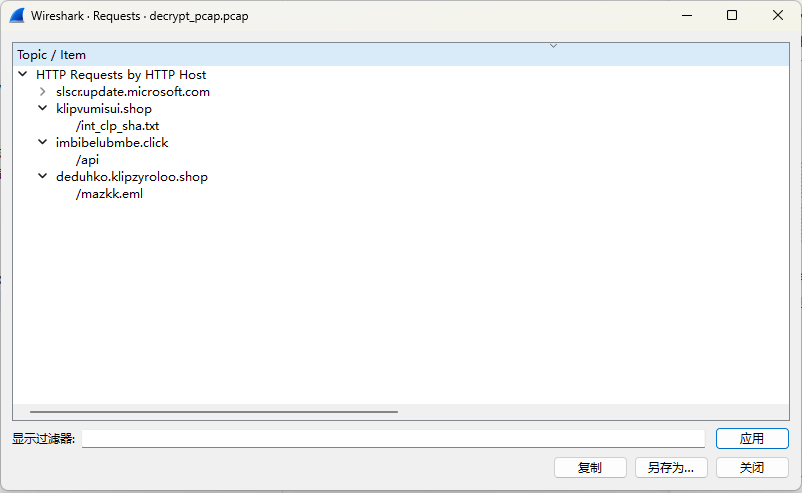 Wireshark · Requests · decrypt_pcap.pcap
Topic / Item
HTTP Requests by HTTP Host
slscr.update.microsoft.com
klipvumisui.shop
/int_clp_sha.txt
imbibelubmbe.click
/api
deduhko.klipzyroloo.shop
/mazkk.eml
显示过滤器:
应用
复制
另存为...
关闭